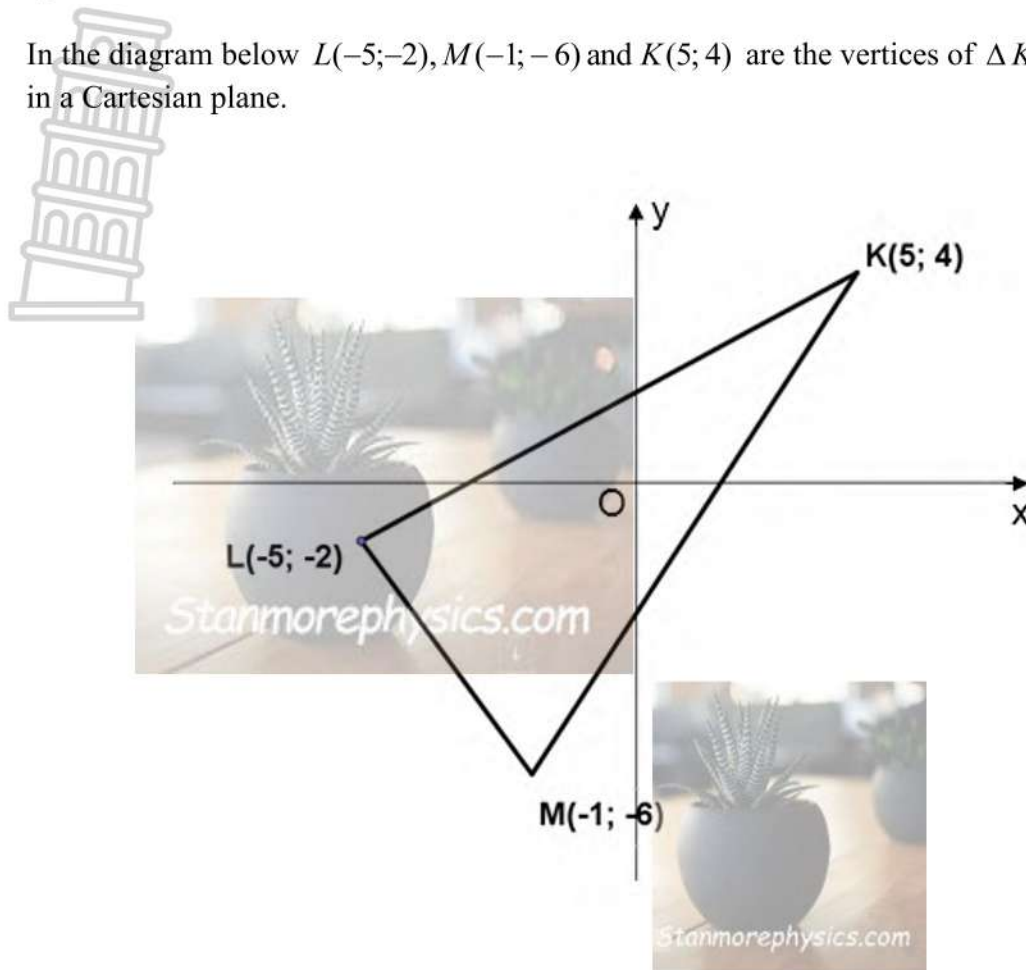 In the diagram below L(–5;–2), M(–1; – 6) and K(5; 4) are the vertices of Δ K
in a Cartesian plane.
y
K(5; 4)
O
x
L(-5; -2)
Stanmorephysics.com
M(-1; -6)
Stanmorephysics.com